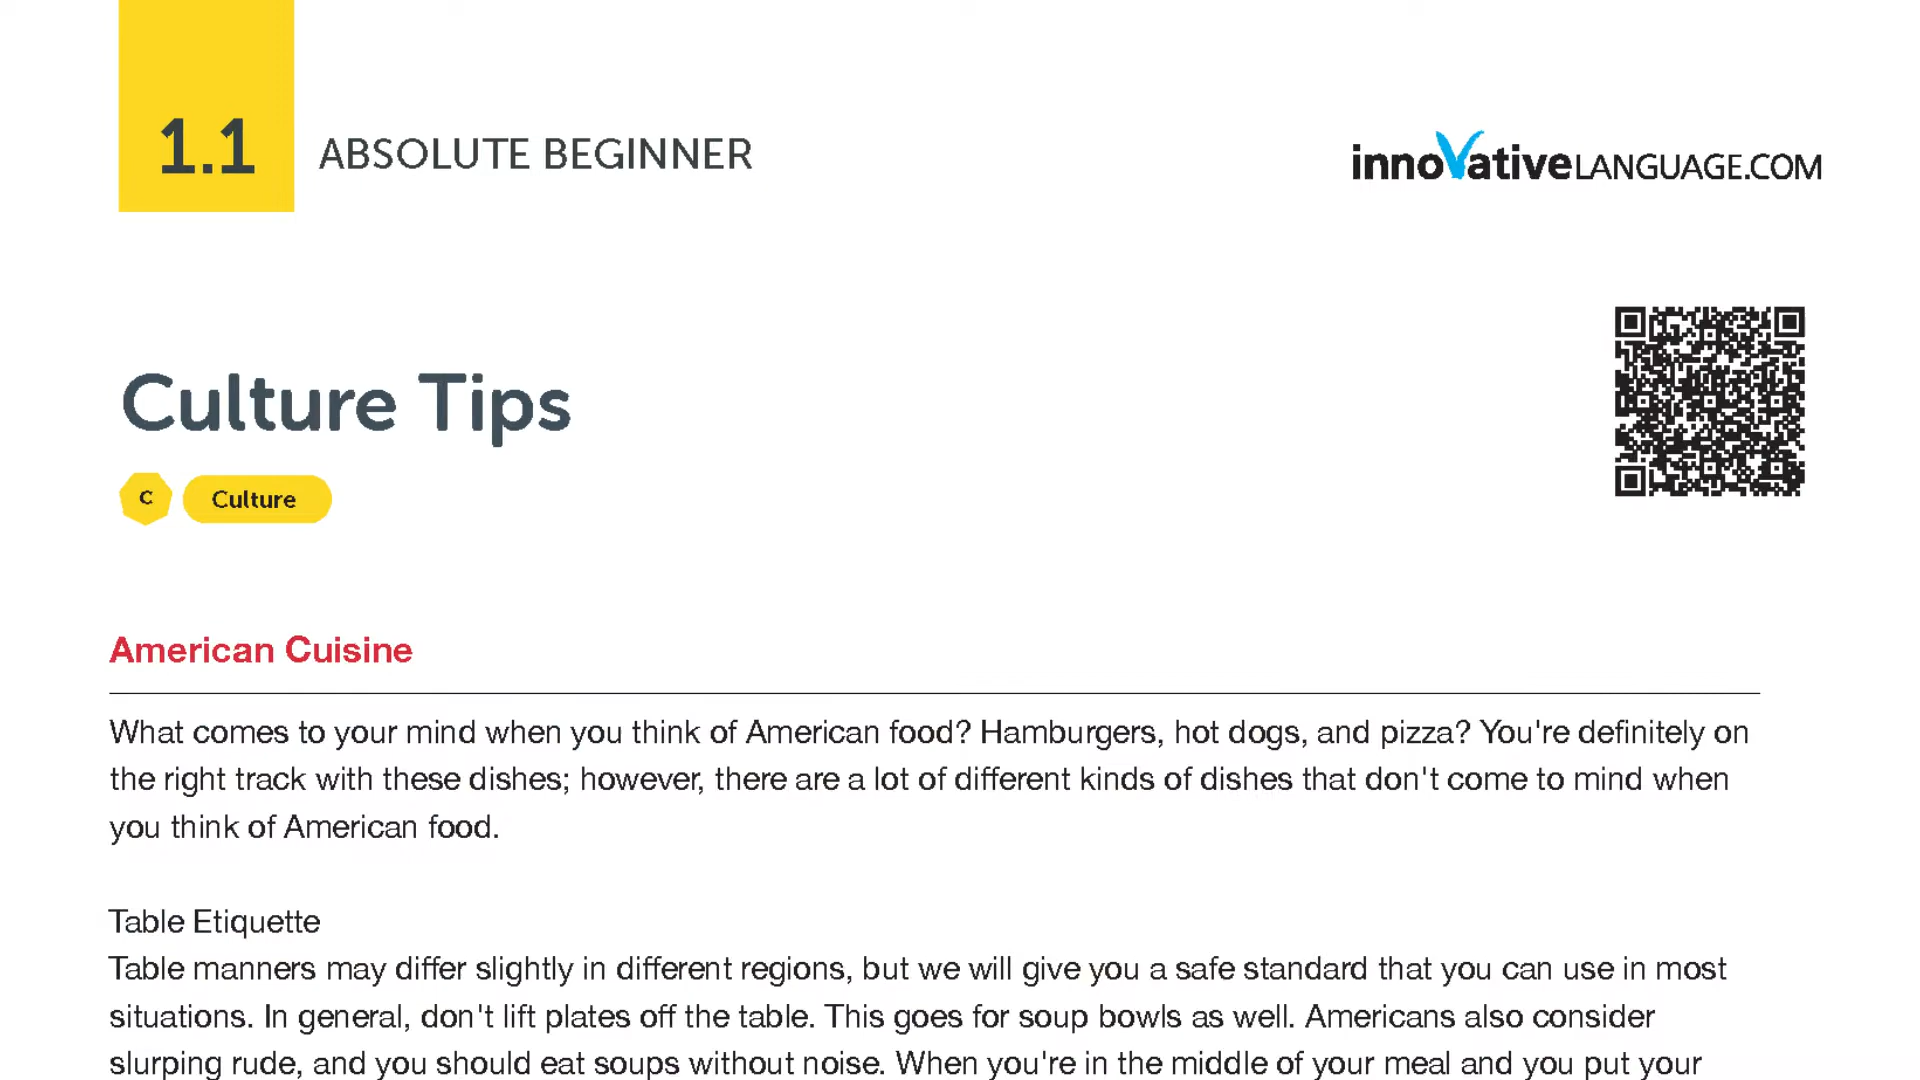 1.1 ABSOLUTE BEGINNER
innoVativeLANGUAGE.COM
Culture Tips
C Culture
American Cuisine
What comes to your mind when you think of American food? Hamburgers, hot dogs, and pizza? You're definitely on
the right track with these dishes; however, there are a lot of different kinds of dishes that don't come to mind when
you think of American food.
Table Etiquette
Table manners may differ slightly in different regions, but we will give you a safe standard that you can use in most
situations. In general, don't lift plates off the table. This goes for soup bowls as well. Americans also consider
slurping rude, and you should eat soups without noise. When you're in the middle of your meal and you put your